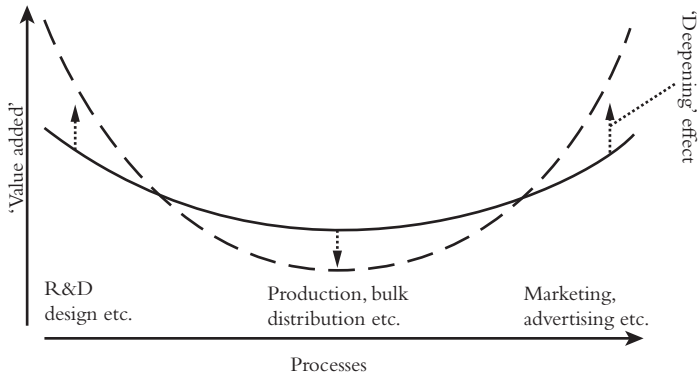 'Value added'
'Deepening' effect
R&D
design etc.
Production, bulk
distribution etc.
Marketing,
advertising etc.
Processes